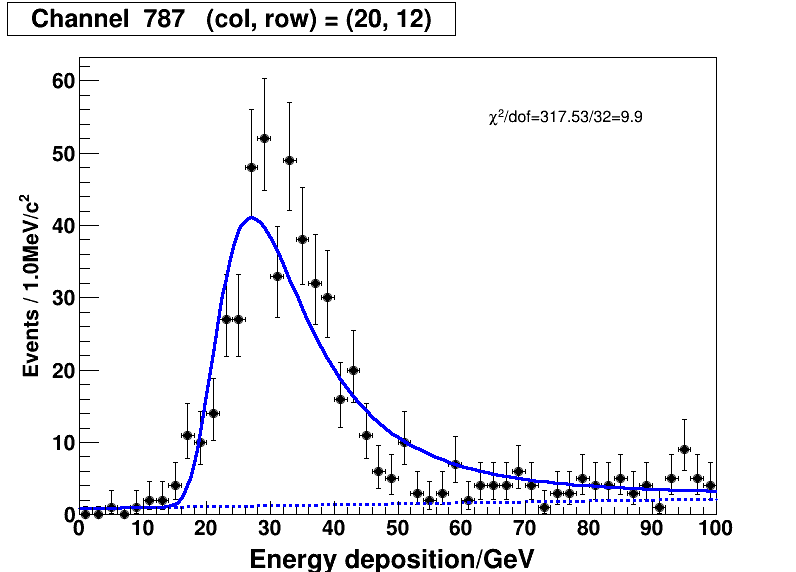 Channel 787 (col, row) = (20, 12)
χ²/dof=317.53/32=9.9
Events / 1.0MeV/c²
60
50
40
30
20
10
0
0 10 20 30 40 50 60 70 80 90 100
Energy deposition/GeV